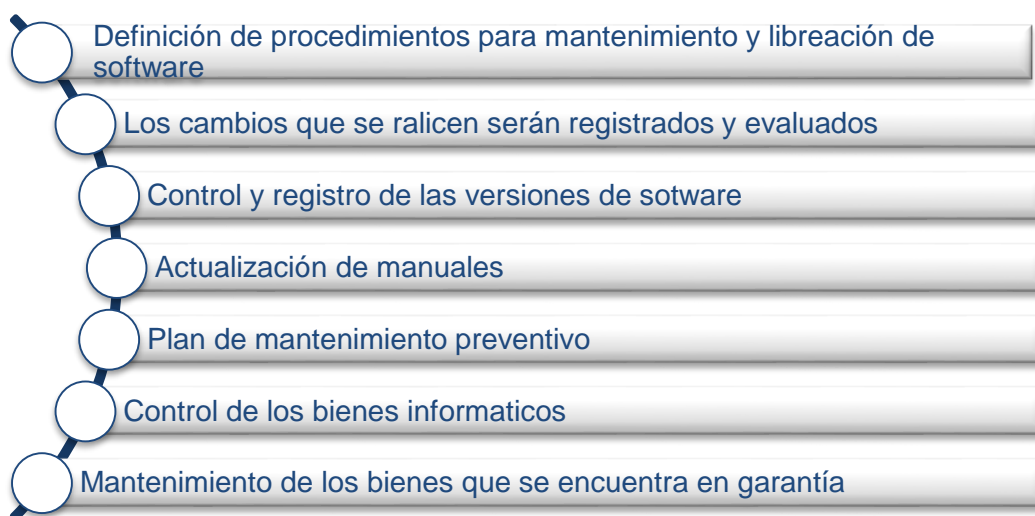 Definición de procedimientos para mantenimiento y libreación de
software
Los cambios que se ralicen serán registrados y evaluados
Control y registro de las versiones de sotware
Actualización de manuales
Plan de mantenimiento preventivo
Control de los bienes informaticos
Mantenimiento de los bienes que se encuentra en garantía